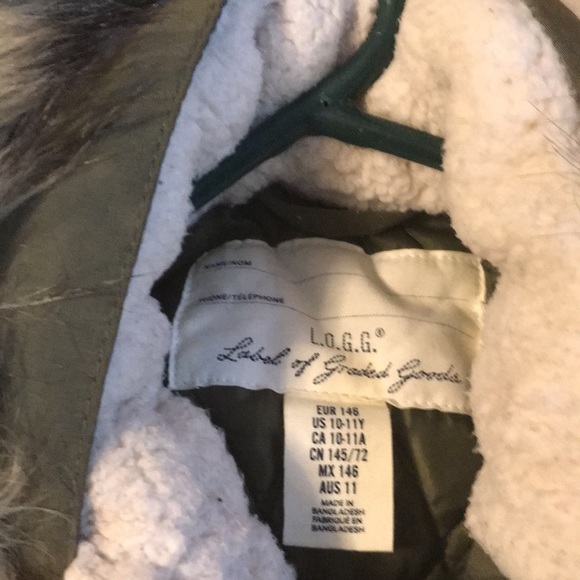 NAME/NOM
PHONE/TÉLÉPHONE
L.O.G.G.®
Label of Graded Goods
EUR 146
US 10-11Y
CA 10-11A
CN 145/72
MX 146
AUS 11
MADE IN
BANGLADESH
FABRIQUÉ EN
BANGLADESH